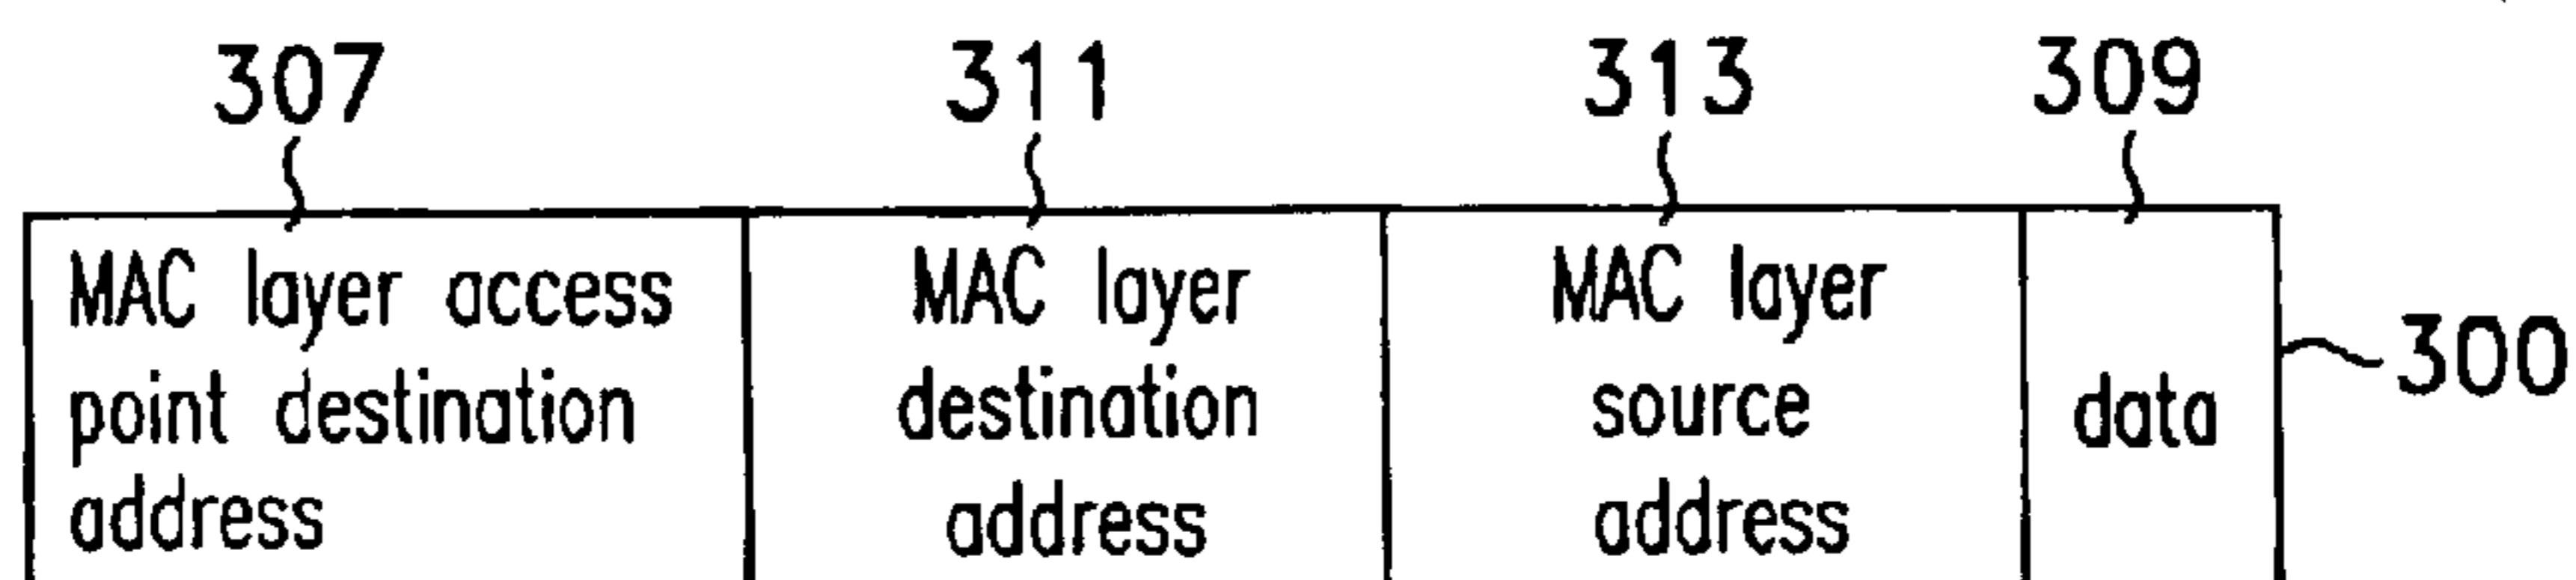 307 311 313 309
MAC layer access
point destination
address
MAC layer
destination
address
MAC layer
source
address
data
300